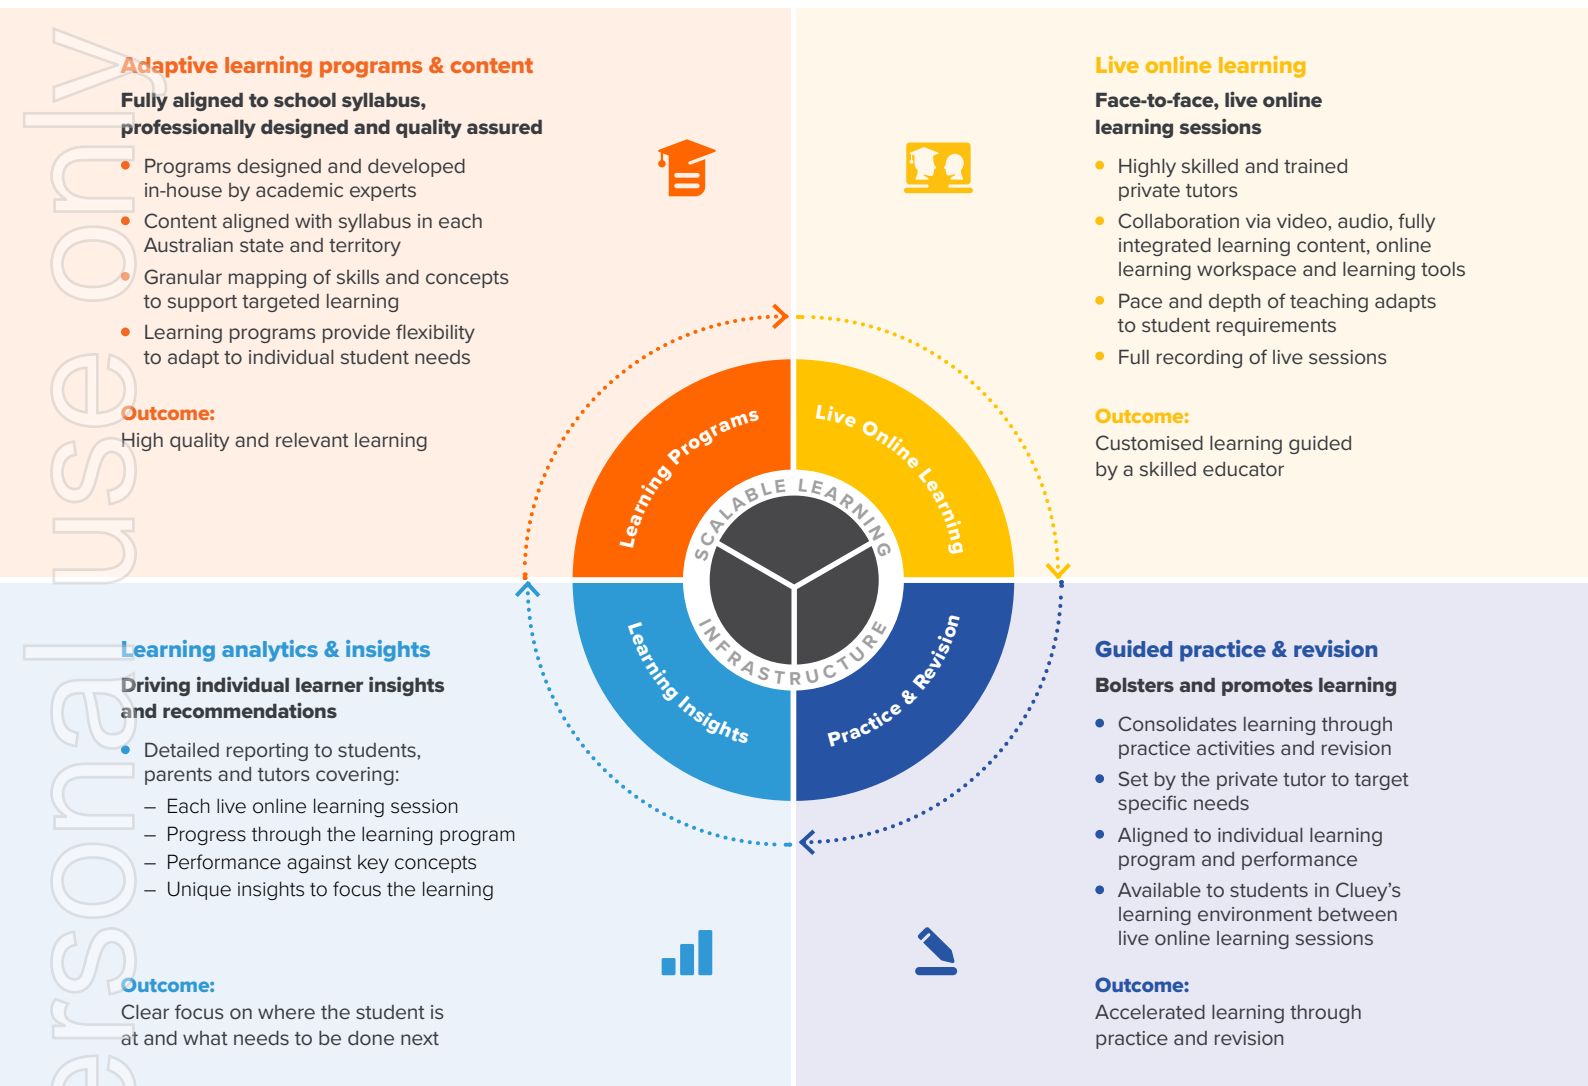 Adaptive learning programs & content
Fully aligned to school syllabus,
professionally designed and quality assured
Programs designed and developed
in-house by academic experts
Content aligned with syllabus in each
Australian state and territory
Granular mapping of skills and concepts
to support targeted learning
Learning programs provide flexibility
to adapt to individual student needs
Outcome:
High quality and relevant learning
Live online learning
Face-to-face, live online
learning sessions
Highly skilled and trained
private tutors
Collaboration via video, audio, fully
integrated learning content, online
learning workspace and learning tools
Pace and depth of teaching adapts
to student requirements
Full recording of live sessions
Outcome:
Customised learning guided
by a skilled educator
Learning Programs
Live Online Learning
SCALABLE LEARNING
INFRASTRUCTURE
Learning Insights
Practice & Revision
Learning analytics & insights
Driving individual learner insights
and recommendations
Detailed reporting to students,
parents and tutors covering:
– Each live online learning session
– Progress through the learning program
– Performance against key concepts
– Unique insights to focus the learning
Outcome:
Clear focus on where the student is
at and what needs to be done next
Guided practice & revision
Bolsters and promotes learning
Consolidates learning through
practice activities and revision
Set by the private tutor to target
specific needs
Aligned to individual learning
program and performance
Available to students in Cluey’s
learning environment between
live online learning sessions
Outcome:
Accelerated learning through
practice and revision
ersonal use only